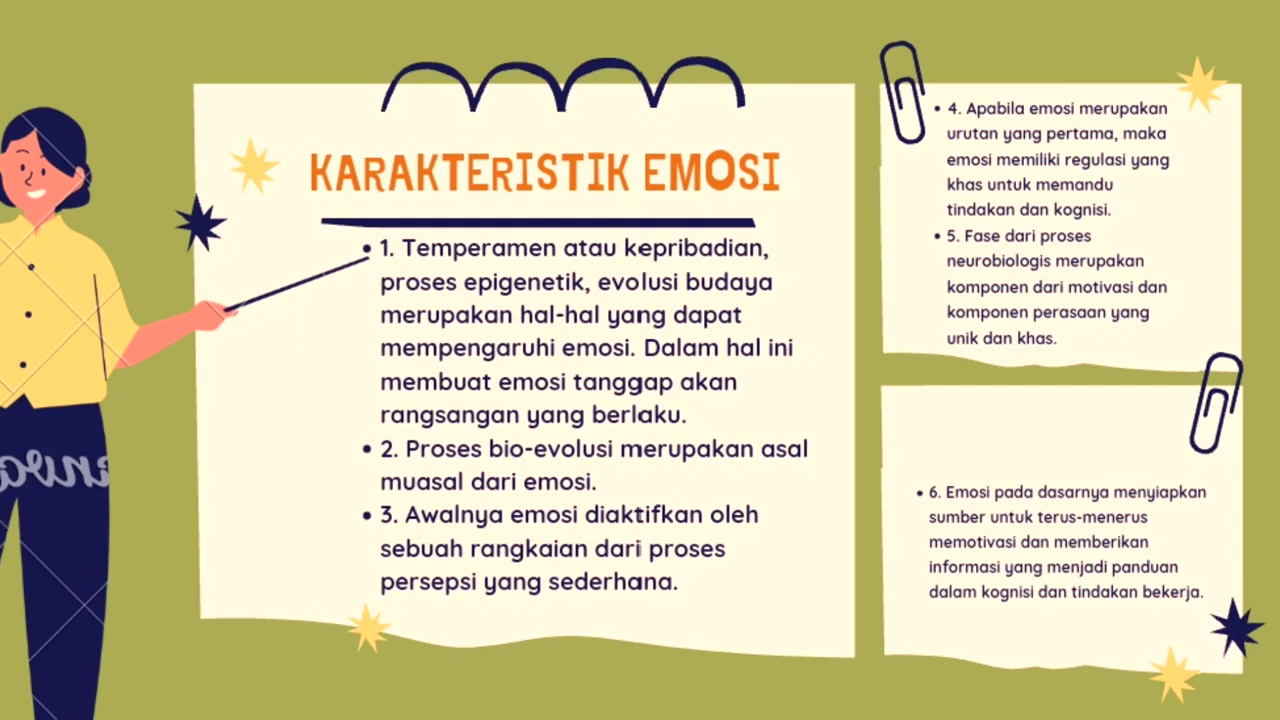 KARAKTERISTIK EMOSI
• 1. Temperamen atau kepribadian,
proses epigenetik, evolusi budaya
merupakan hal-hal yang dapat
mempengaruhi emosi. Dalam hal ini
membuat emosi tanggap akan
rangsangan yang berlaku.
• 2. Proses bio-evolusi merupakan asal
muasal dari emosi.
• 3. Awalnya emosi diaktifkan oleh
sebuah rangkaian dari proses
persepsi yang sederhana.
• 4. Apabila emosi merupakan
urutan yang pertama, maka
emosi memiliki regulasi yang
khas untuk memandu
tindakan dan kognisi.
• 5. Fase dari proses
neurobiologis merupakan
komponen dari motivasi dan
komponen perasaan yang
unik dan khas.
• 6. Emosi pada dasarnya menyiapkan
sumber untuk terus-menerus
memotivasi dan memberikan
informasi yang menjadi panduan
dalam kognisi dan tindakan bekerja.